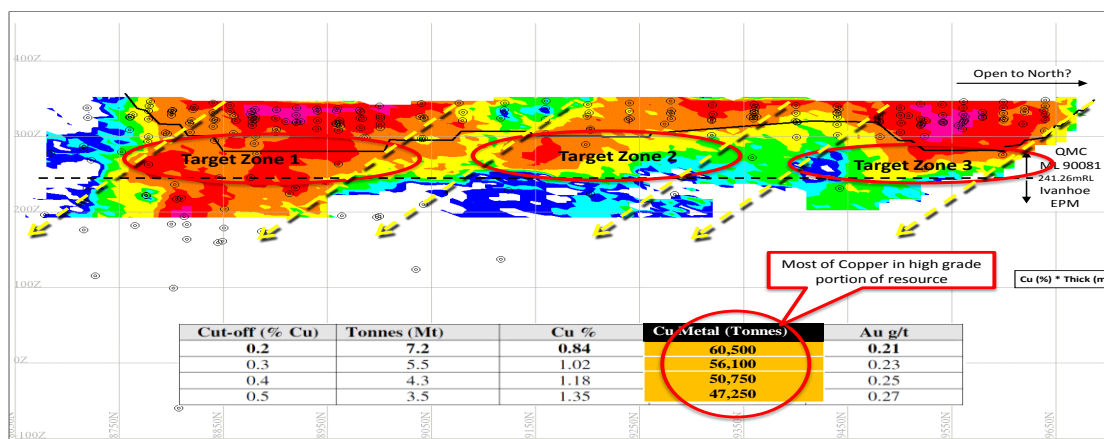 400Z
Open to North?
300Z
Target Zone 1
Target Zone 2
Target Zone 3
QMC
ML 90081
241.26mRL
Ivanhoe
EPM
200Z
Most of Copper in high grade
portion of resource
100Z
Cu (%) * Thick (m
Cut-off (% Cu) Tonnes (Mt) Cu % Cu Metal (Tonnes) Au g/t
0.2 7.2 0.84 60,500 0.21
0.3 5.5 1.02 56,100 0.23
0.4 4.3 1.18 50,750 0.25
0.5 3.5 1.35 47,250 0.27
0Z
-100Z
8750N
8850N
8950N
9050N
9150N
9250N
9350N
9450N
9550N
9650N